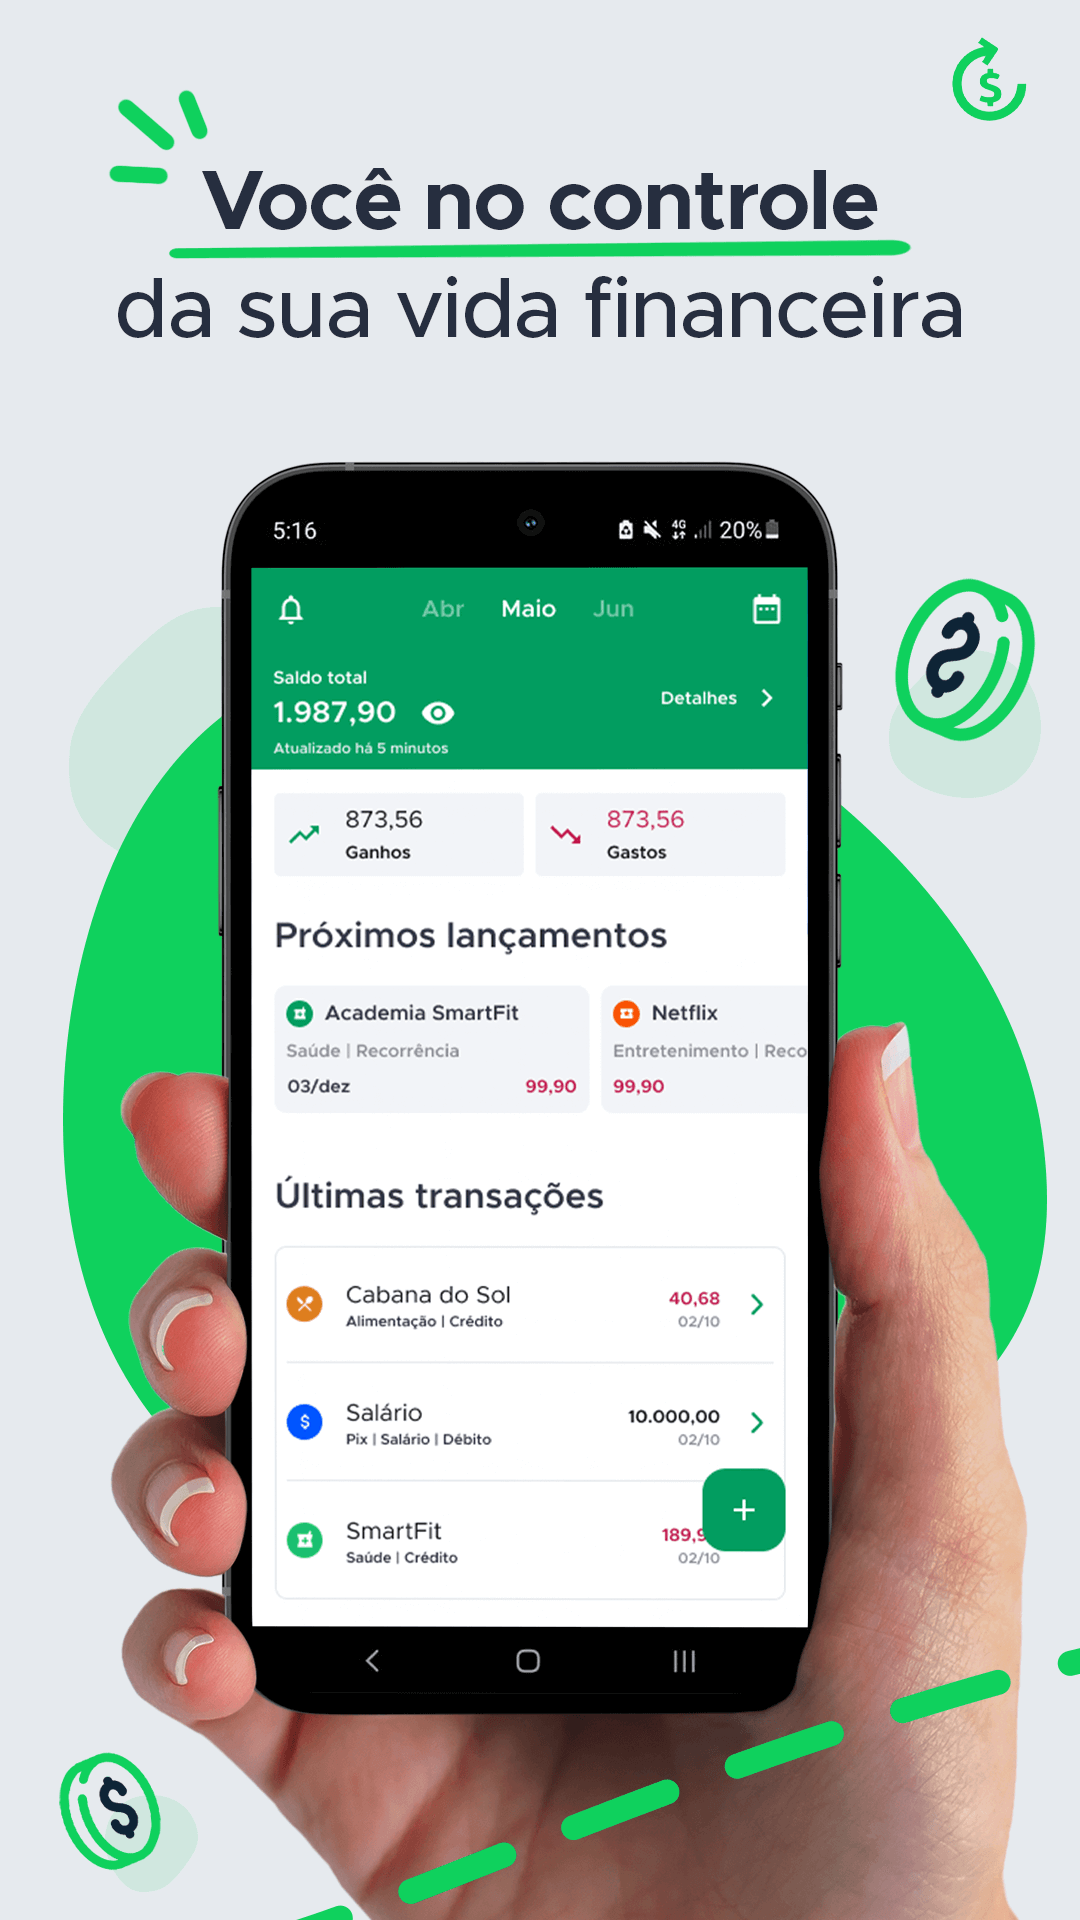 Você no controle
da sua vida financeira
5:16
4G
20%
Abr Maio Jun
Saldo total
1.987,90
Detalhes
Atualizado há 5 minutos
873,56
Ganhos
873,56
Gastos
Próximos lançamentos
Academia SmartFit
Saúde | Recorrência
03/dez 99,90
Netflix
Entretenimento | Reco
99,90
Últimas transações
Cabana do Sol 40,68
Alimentação | Crédito 02/10
Salário 10.000,00
Pix | Salário | Débito 02/10
SmartFit 189,9
Saúde | Crédito 02/10